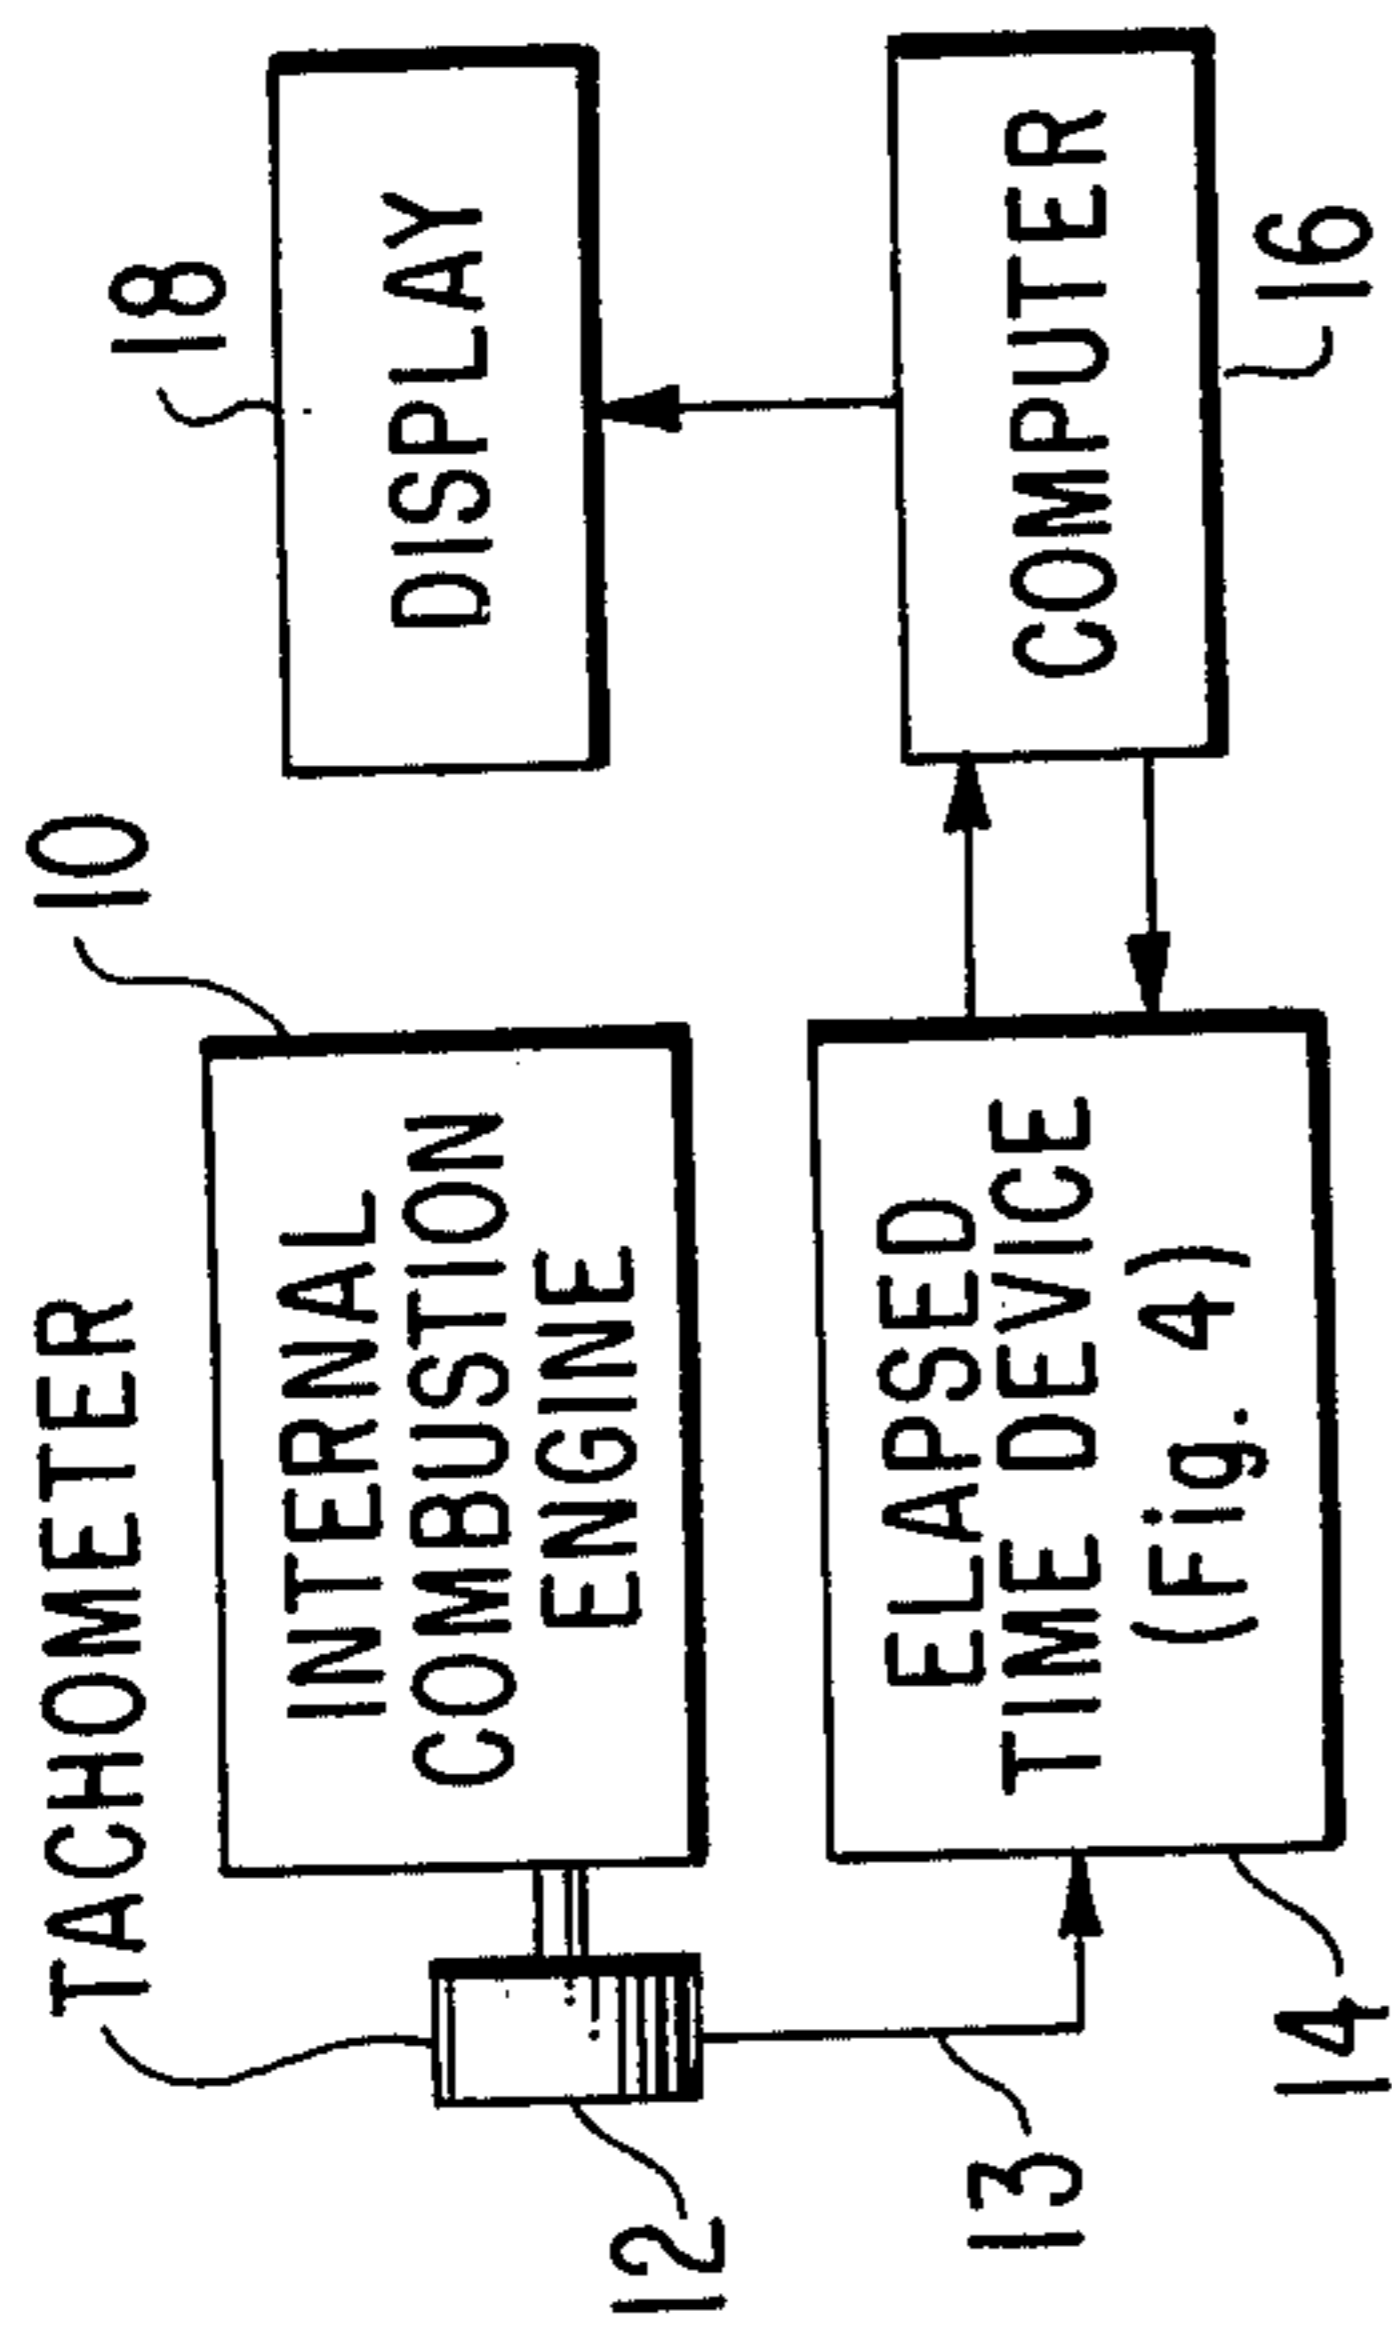 TACHOMETER
10
18
INTERNAL
COMBUSTION
ENGINE
DISPLAY
12
13
ELAPSED
TIME DEVICE
(Fig. 4)
COMPUTER
14
16